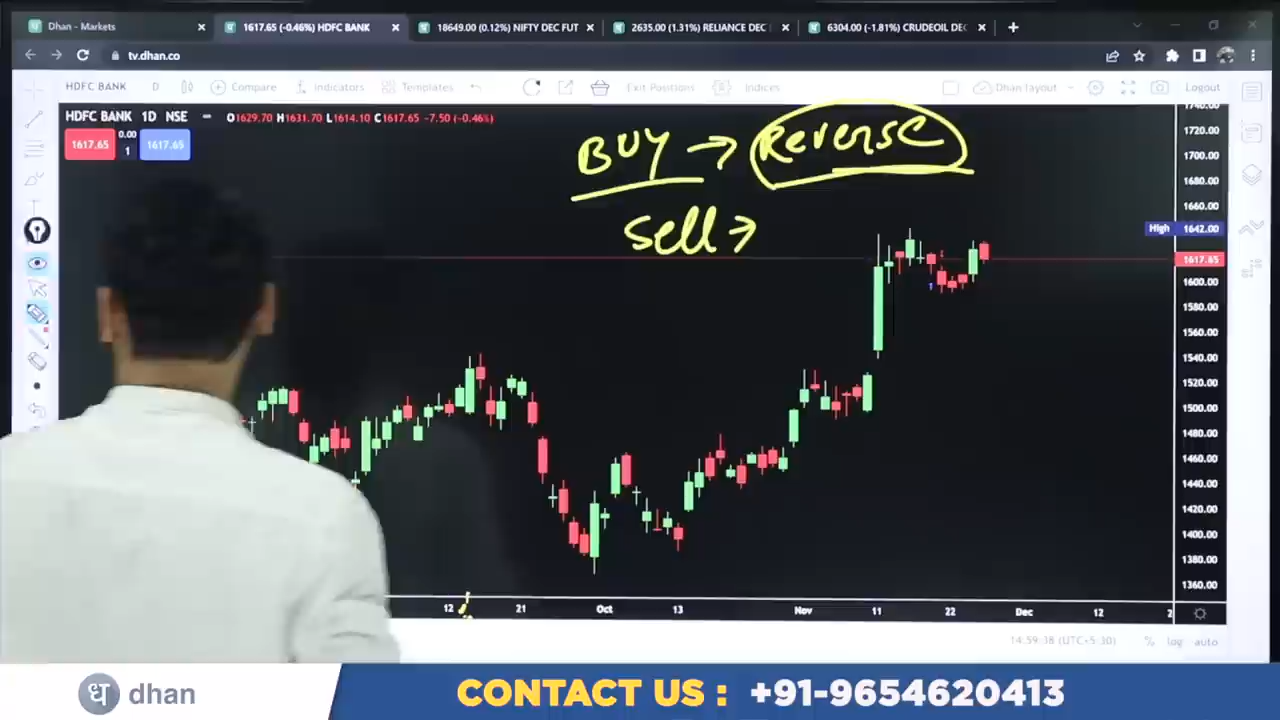 Dhan - Markets
1617.65 (-0.46%) HDFC BANK
18649.00 (0.12%) NIFTY DEC FUT
2635.00 (1.31%) RELIANCE DEC
6304.00 (-1.81%) CRUDEOIL DEC
tv.dhan.co
HDFC BANK D Compare Indicators Templates Exit Positions Indices Dhan layout Logout
HDFC BANK 1D NSE O1629.70 H1631.70 L1614.10 C1617.65 -7.50 (-0.46%)
1617.65 0.00 1 1617.65
BUY → Reverse
Sell →
1740.00
1720.00
1700.00
1680.00
1660.00
High 1642.00
1617.65
1600.00
1580.00
1560.00
1540.00
1520.00
1500.00
1480.00
1460.00
1440.00
1420.00
1400.00
1380.00
1360.00
12 21 Oct 13 Nov 11 22 Dec 12 2
14:59:18 (UTC+5:30) % log auto
ध dhan
CONTACT US : +91-9654620413